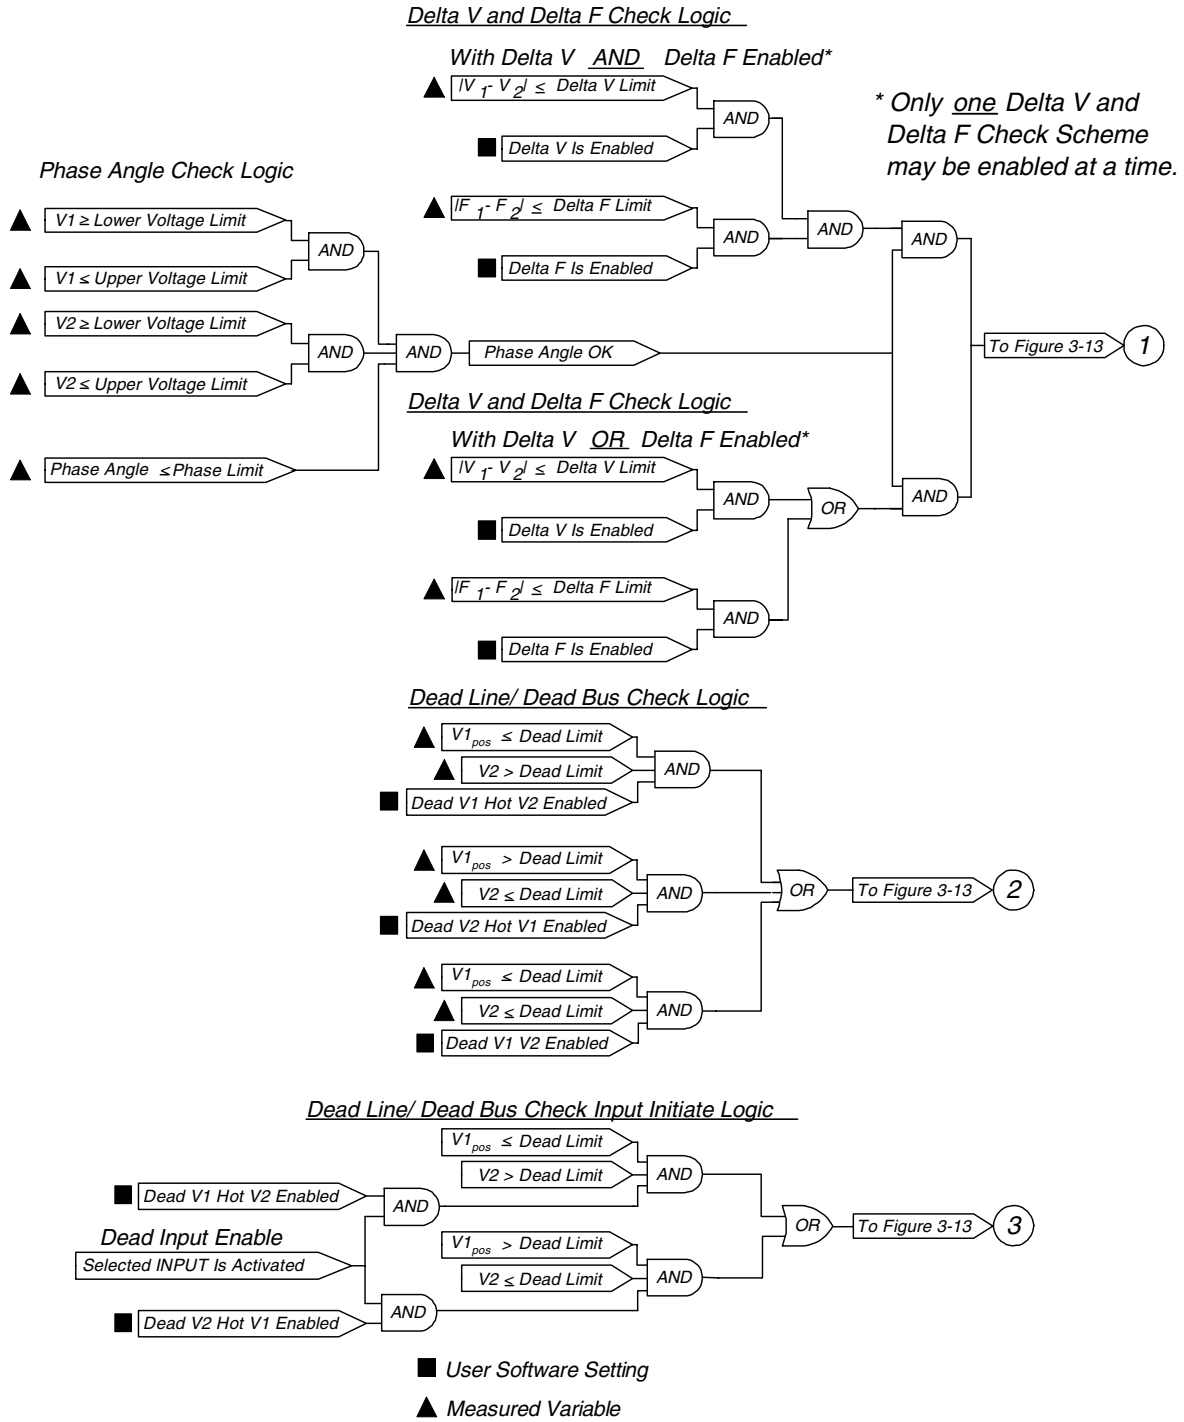 Delta V and Delta F Check Logic
With Delta V AND Delta F Enabled*
|V 1- V 2| ≤ Delta V Limit
AND
Delta V Is Enabled
* Only one Delta V and
Delta F Check Scheme
may be enabled at a time.
Phase Angle Check Logic
|F 1- F 2| ≤ Delta F Limit
AND
Delta F Is Enabled
AND
AND
V1 ≥ Lower Voltage Limit
AND
V1 ≤ Upper Voltage Limit
V2 ≥ Lower Voltage Limit
AND
V2 ≤ Upper Voltage Limit
AND
Phase Angle OK
To Figure 3-13
1
Phase Angle ≤ Phase Limit
Delta V and Delta F Check Logic
With Delta V OR Delta F Enabled*
|V 1- V 2| ≤ Delta V Limit
AND
Delta V Is Enabled
OR
AND
|F 1- F 2| ≤ Delta F Limit
AND
Delta F Is Enabled
Dead Line/ Dead Bus Check Logic
V1pos ≤ Dead Limit
V2 > Dead Limit
AND
Dead V1 Hot V2 Enabled
V1pos > Dead Limit
V2 ≤ Dead Limit
AND
Dead V2 Hot V1 Enabled
OR
To Figure 3-13
2
V1pos ≤ Dead Limit
V2 ≤ Dead Limit
AND
Dead V1 V2 Enabled
Dead Line/ Dead Bus Check Input Initiate Logic
V1pos ≤ Dead Limit
V2 > Dead Limit
AND
Dead V1 Hot V2 Enabled
AND
Dead Input Enable
Selected INPUT Is Activated
V1pos > Dead Limit
V2 ≤ Dead Limit
AND
OR
To Figure 3-13
3
AND
Dead V2 Hot V1 Enabled
User Software Setting
Measured Variable